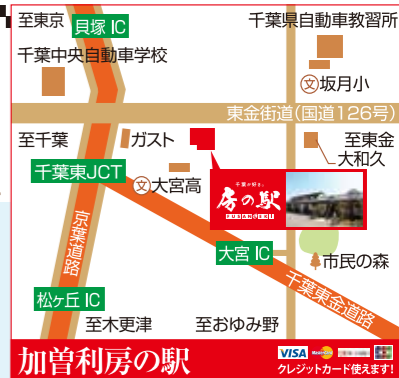 至東京
貝塚 IC
千葉県自動車教習所
千葉中央自動車学校
文坂月小
東金街道(国道126号)
至千葉
ガスト
至東金
大和久
千葉東JCT
文大宮高
千葉が好き。
房の駅
FUSANOEKI
大宮 IC
市民の森
京葉道路
千葉東金道路
松ヶ丘 IC
至木更津
至おゆみ野
加曽利房の駅
VISA
JCB
クレジットカード使えます!